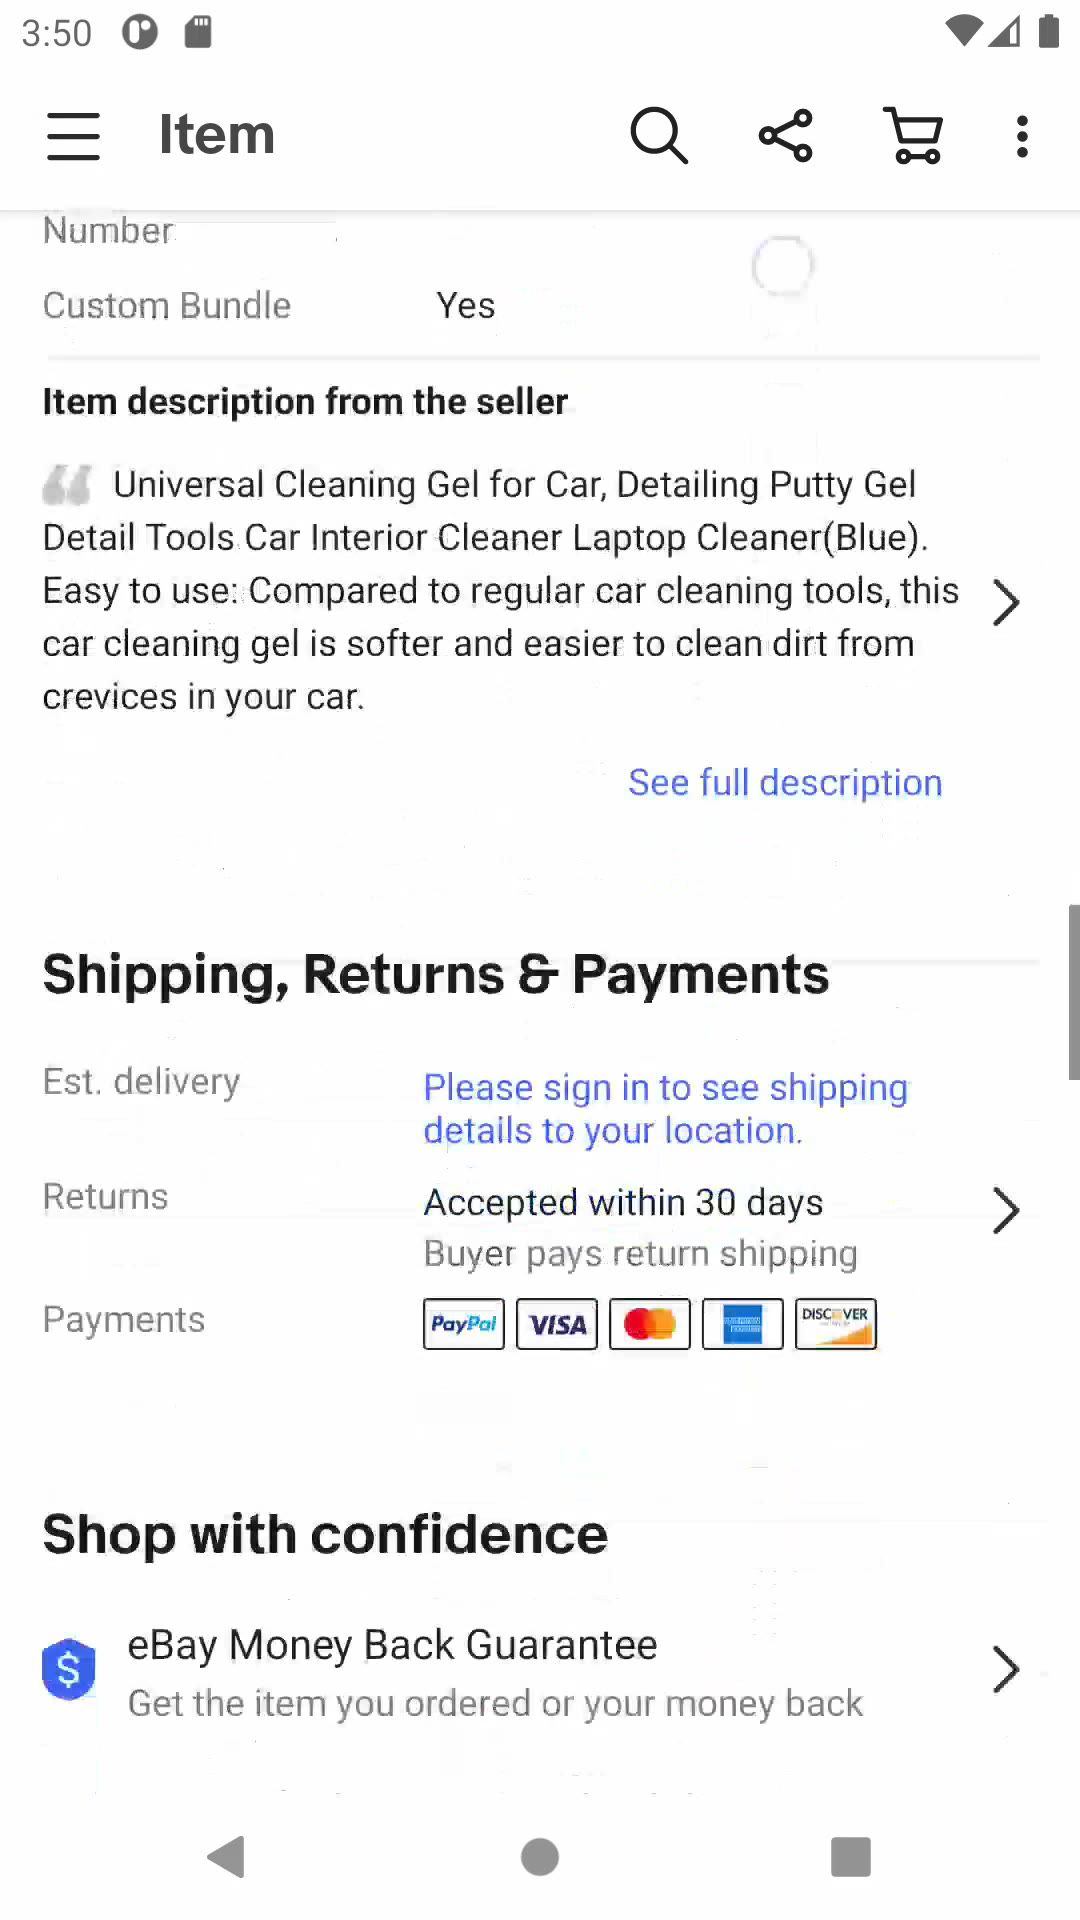 3:50
Item
Number
Custom Bundle Yes
Item description from the seller
Universal Cleaning Gel for Car, Detailing Putty Gel
Detail Tools Car Interior Cleaner Laptop Cleaner(Blue).
Easy to use: Compared to regular car cleaning tools, this
car cleaning gel is softer and easier to clean dirt from
crevices in your car.
See full description
Shipping, Returns & Payments
Est. delivery Please sign in to see shipping
details to your location.
Returns Accepted within 30 days
Buyer pays return shipping
Payments PayPal VISA DISCOVER
Shop with confidence
eBay Money Back Guarantee
Get the item you ordered or your money back